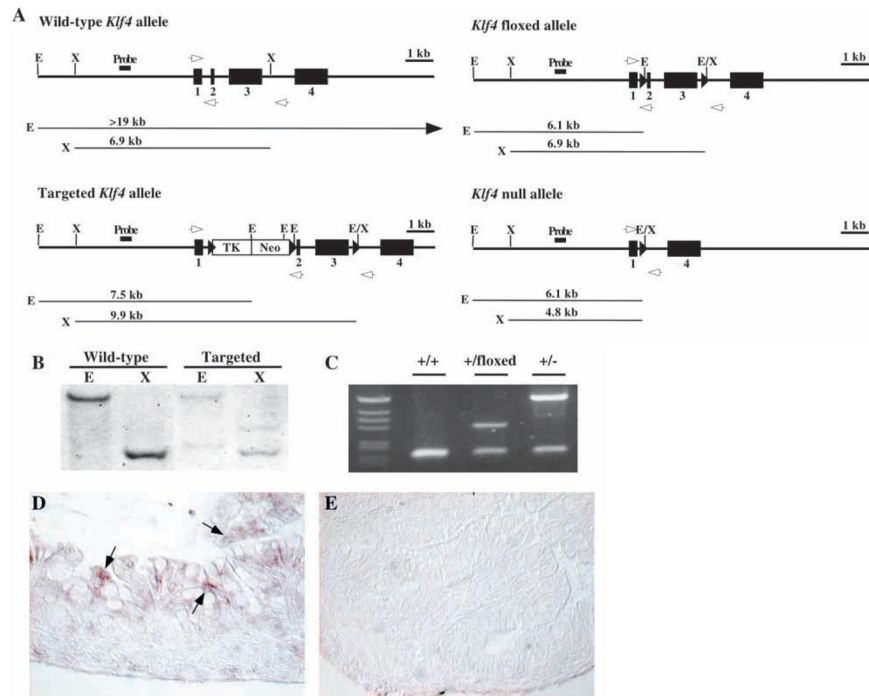 A
Wild-type Klf4 allele
E X Probe X 1 kb
1 2 3 4
>19 kb
E
6.9 kb
X
Klf4 floxed allele
E X Probe E E/X 1 kb
1 2 3 4
6.1 kb
E
6.9 kb
X
Targeted Klf4 allele
E X Probe E E E E/X 1 kb
TK Neo
1 2 3 4
7.5 kb
E
9.9 kb
X
Klf4 null allele
E X Probe E/X 1 kb
1 4
6.1 kb
E
4.8 kb
X
B
Wild-type Targeted
E X E X
C
+/+ +/floxed +/-
D
E